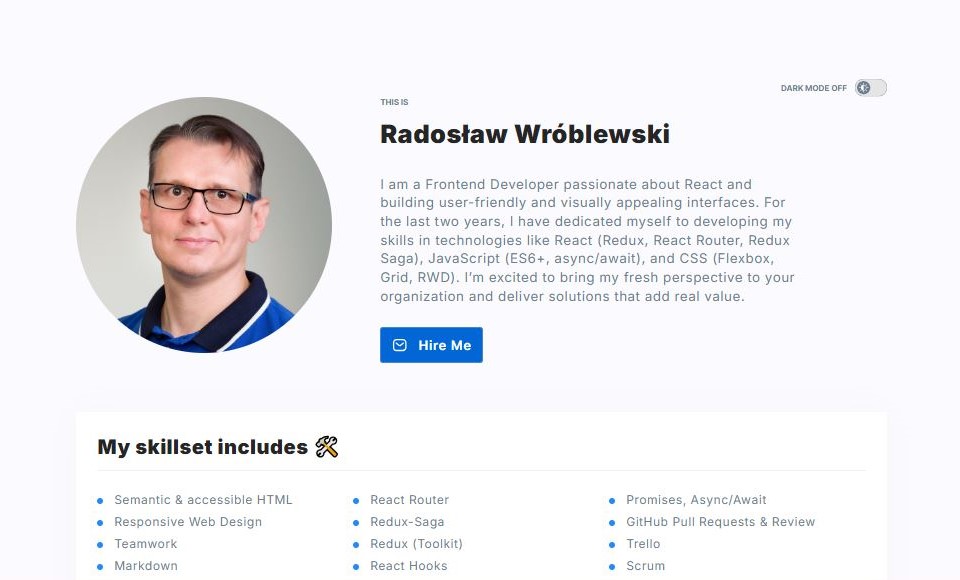 DARK MODE OFF
THIS IS
Radosław Wróblewski
I am a Frontend Developer passionate about React and
building user-friendly and visually appealing interfaces. For
the last two years, I have dedicated myself to developing my
skills in technologies like React (Redux, React Router, Redux
Saga), JavaScript (ES6+, async/await), and CSS (Flexbox,
Grid, RWD). I’m excited to bring my fresh perspective to your
organization and deliver solutions that add real value.
Hire Me
My skillset includes 🛠
Semantic & accessible HTML
Responsive Web Design
Teamwork
Markdown
React Router
Redux-Saga
Redux (Toolkit)
React Hooks
Promises, Async/Await
GitHub Pull Requests & Review
Trello
Scrum